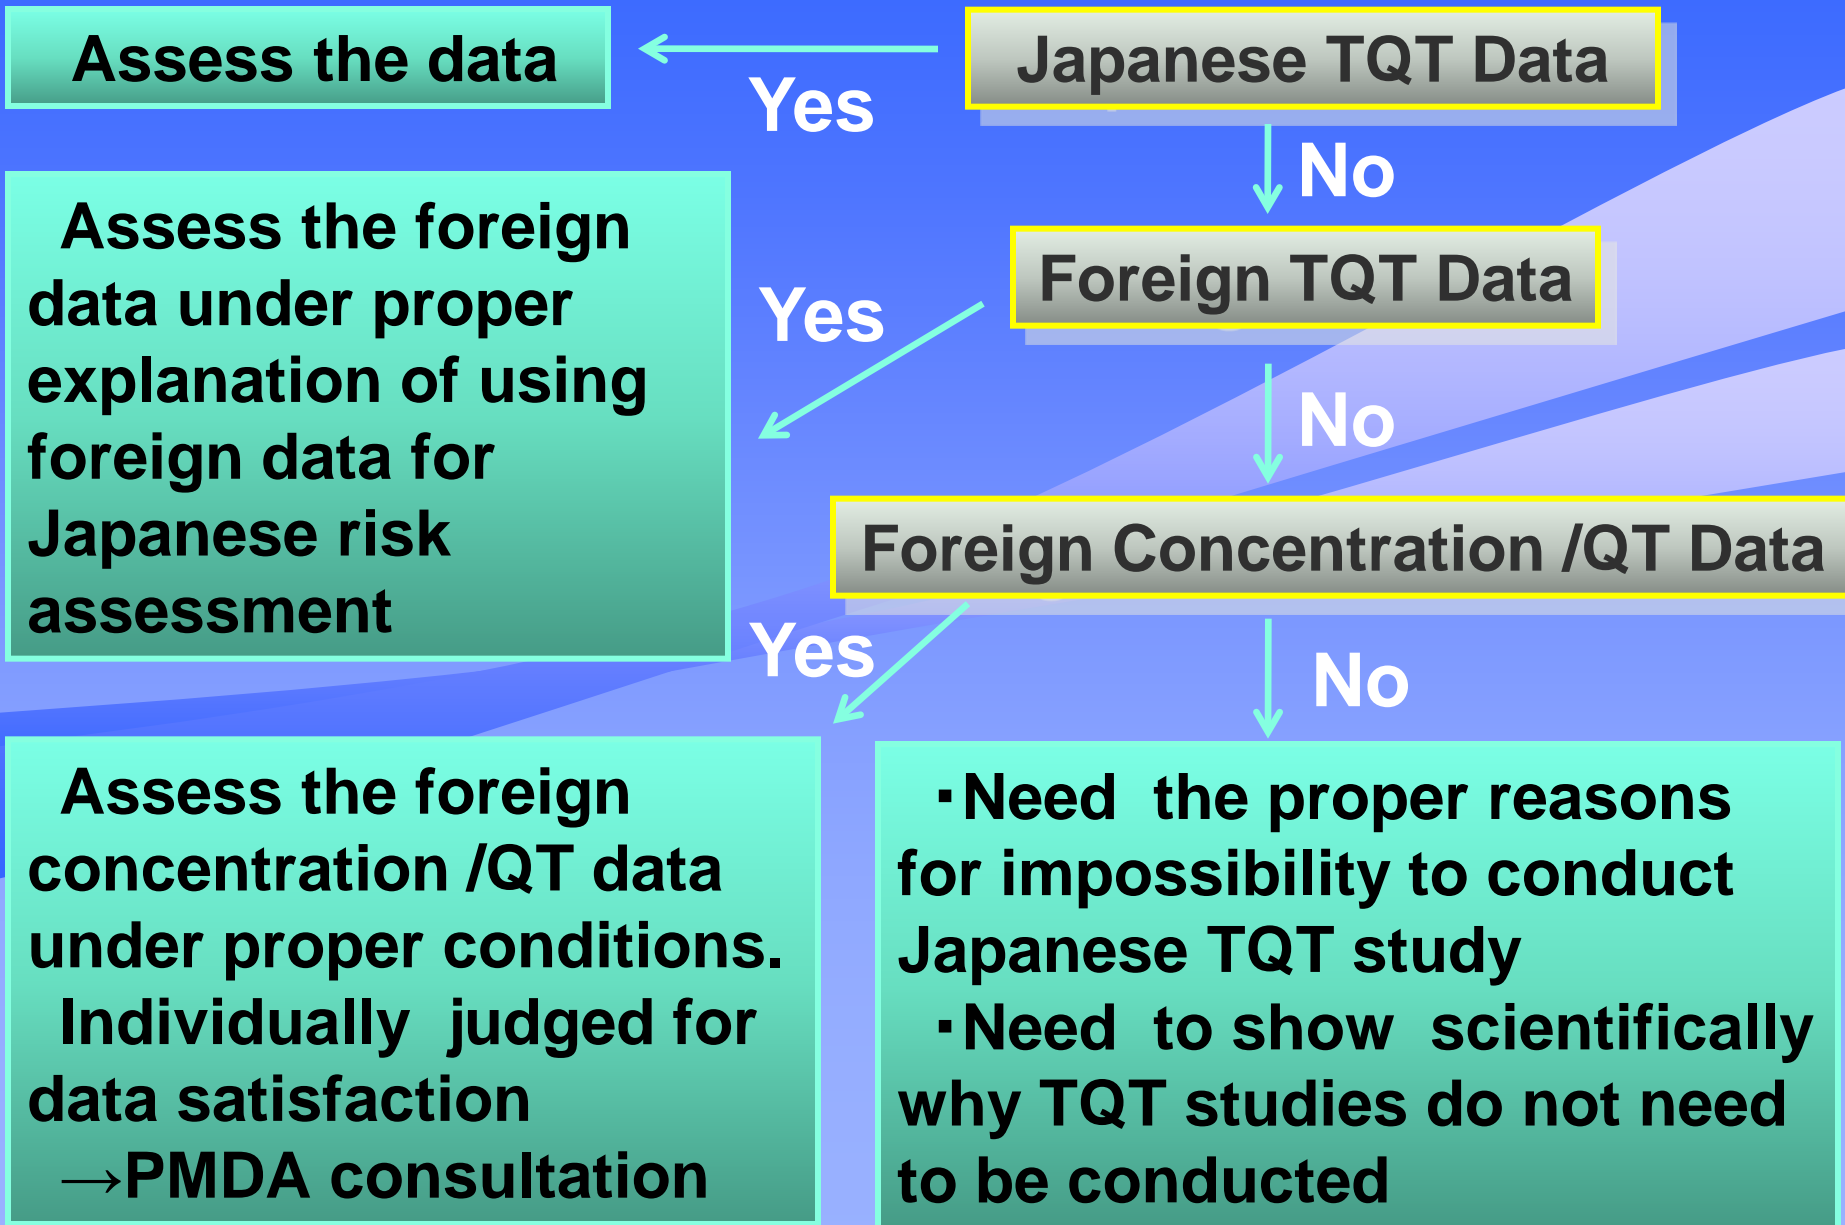 Assess the data
Japanese TQT Data
Yes
No
Assess the foreign
data under proper
explanation of using
foreign data for
Japanese risk
assessment
Foreign TQT Data
Yes
No
Foreign Concentration /QT Data
Yes
No
Assess the foreign
concentration /QT data
under proper conditions.
Individually judged for
data satisfaction
→PMDA consultation
･Need the proper reasons
for impossibility to conduct
Japanese TQT study
･Need to show scientifically
why TQT studies do not need
to be conducted